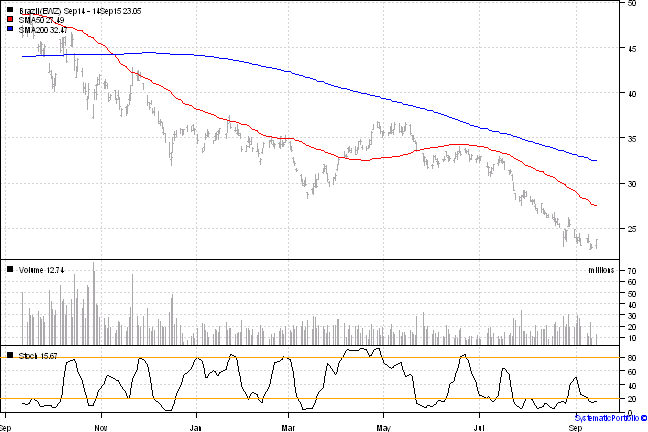 Brazil (EWZ) Sep14 - 14Sep15 23.85
SMA50 27.49
SMA200 32.47
50
45
40
35
30
25
Volume 12.74
millions
70
60
50
40
30
20
10
Stoch 15.67
80
60
40
20
0
Sep
Nov
Jan
Mar
May
Jul
Sep
SystematicPortfolio ©